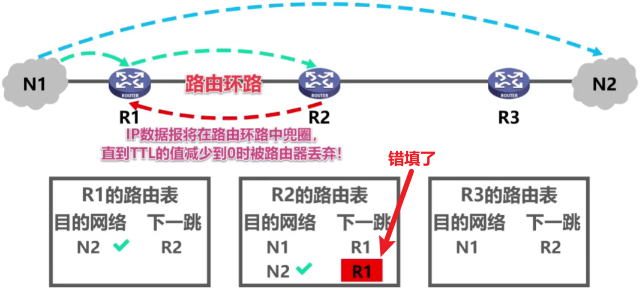 N1
N2
路由环路
ROUTER
ROUTER
ROUTER
R1
R2
R3
IP数据报将在路由环路中兜圈，
直到TTL的值减少到0时被路由器丢弃！
错填了
R1的路由表
目的网络 下一跳
N2 R2
R2的路由表
目的网络 下一跳
N1 R1
N2 R1
R3的路由表
目的网络 下一跳
N1 R2